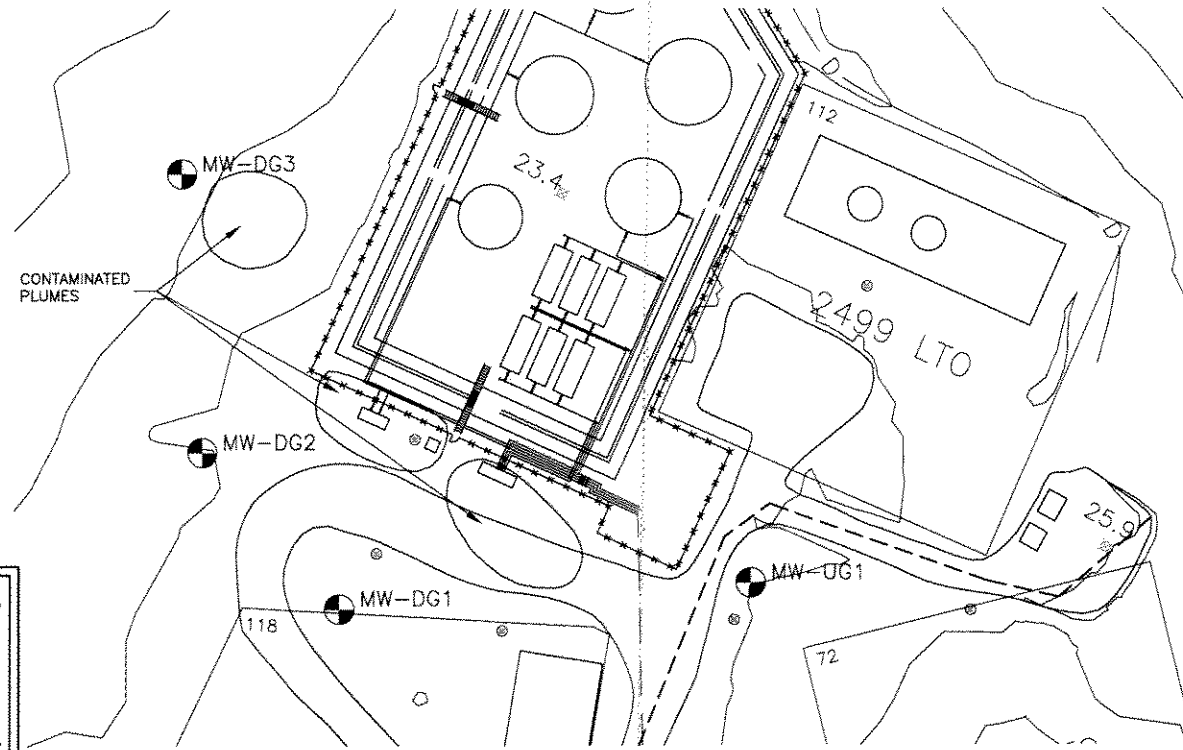 112
MW-DG3
23.4
CONTAMINATED
PLUMES
2499 LTO
MW-DG2
25.9
MW-UG1
MW-DG1
118
72